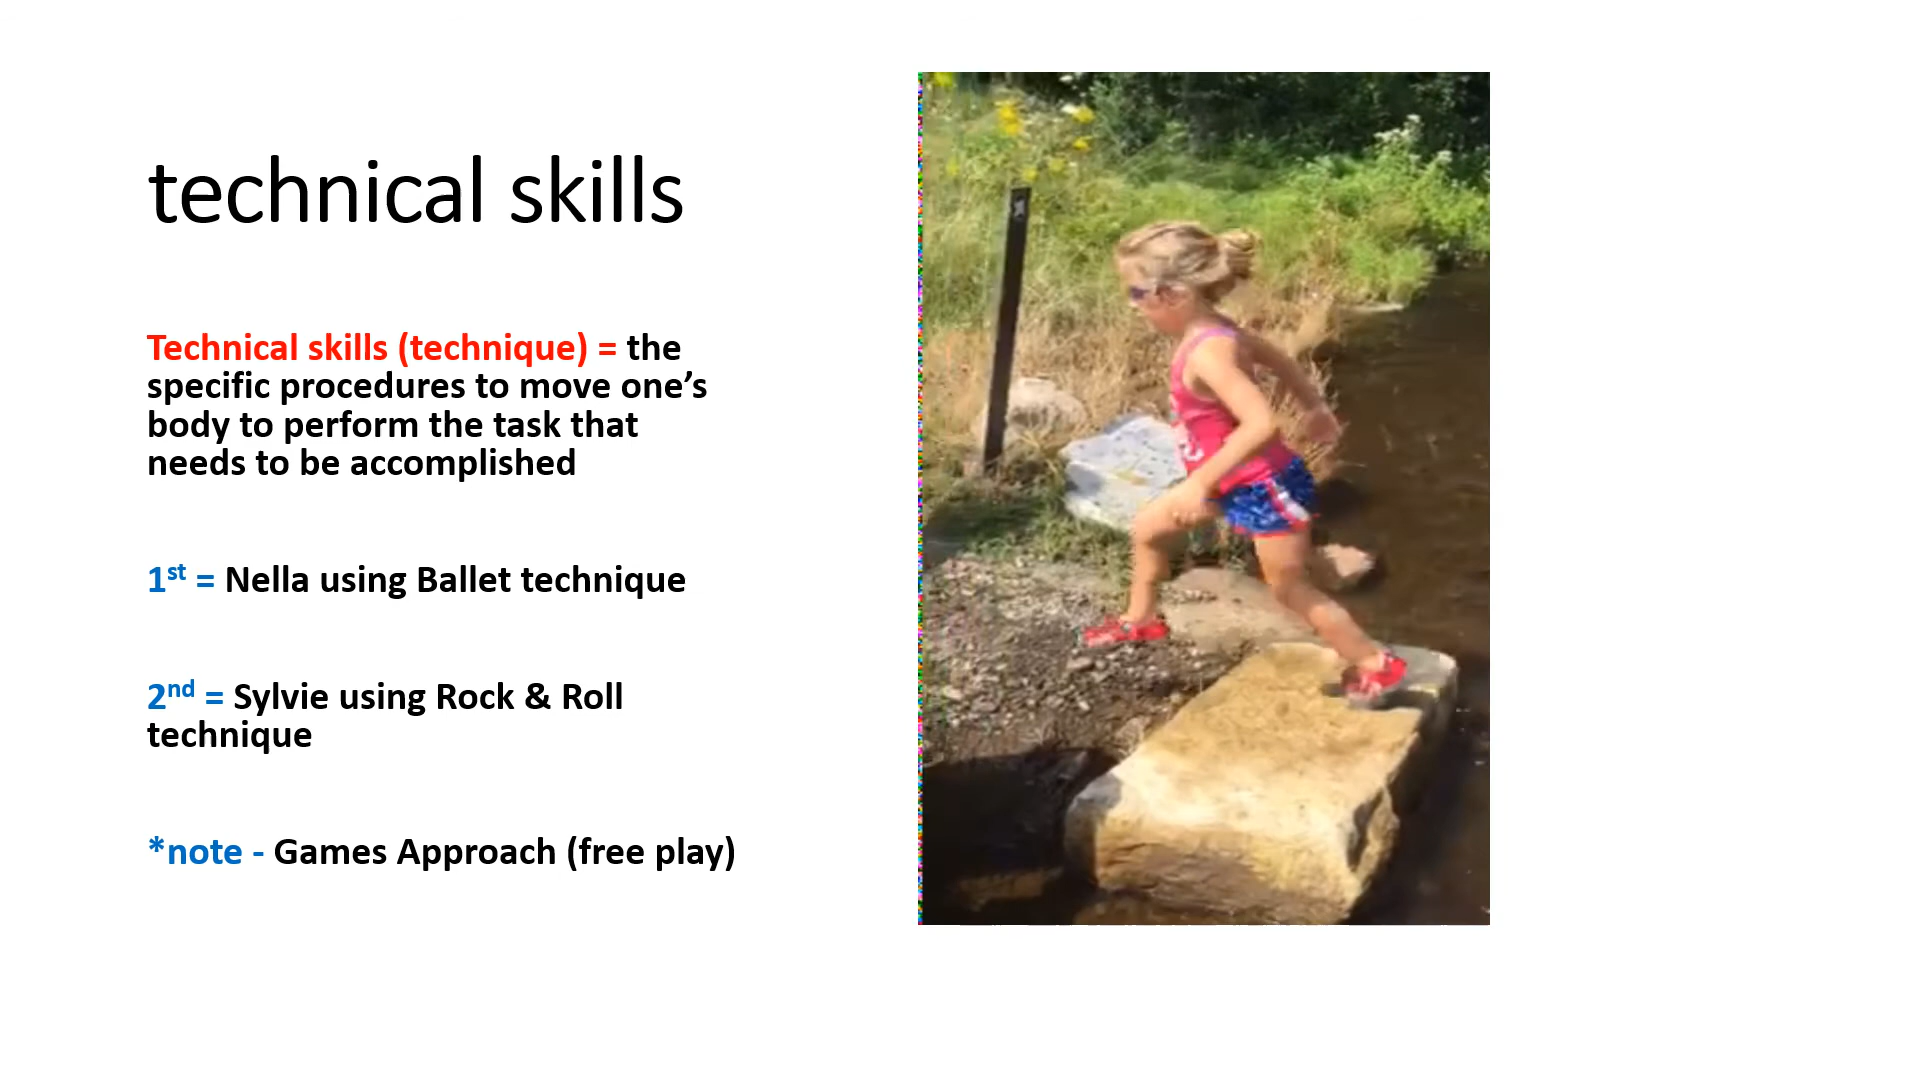 technical skills
Technical skills (technique) = the
specific procedures to move one’s
body to perform the task that
needs to be accomplished
1st = Nella using Ballet technique
2nd = Sylvie using Rock & Roll
technique
*note - Games Approach (free play)